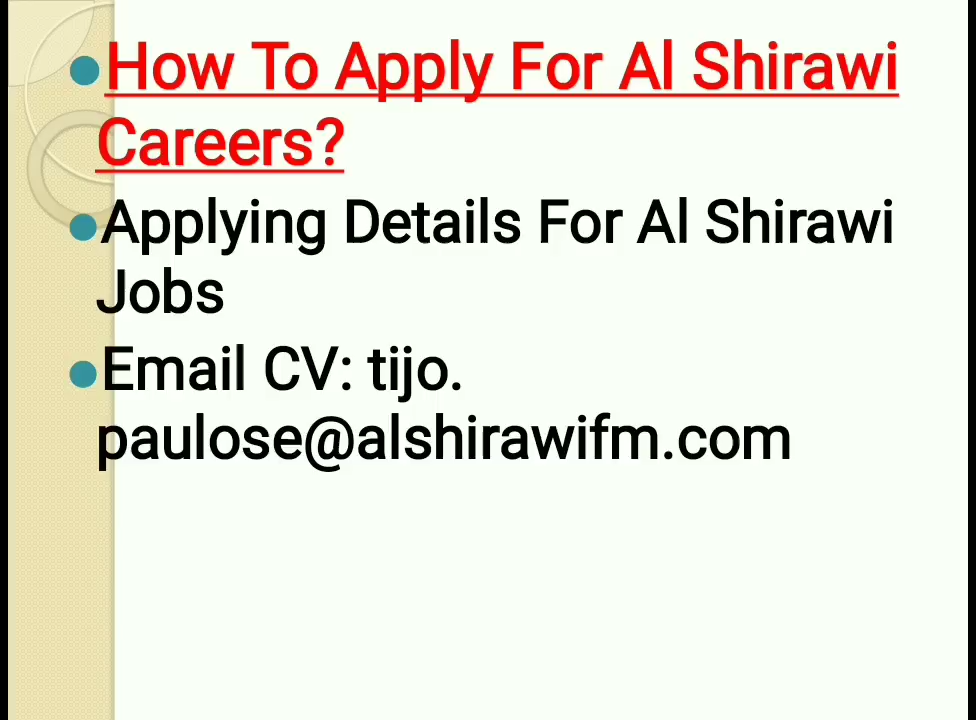 How To Apply For Al Shirawi
Careers?
Applying Details For Al Shirawi
Jobs
Email CV: tijo.
paulose@alshirawifm.com